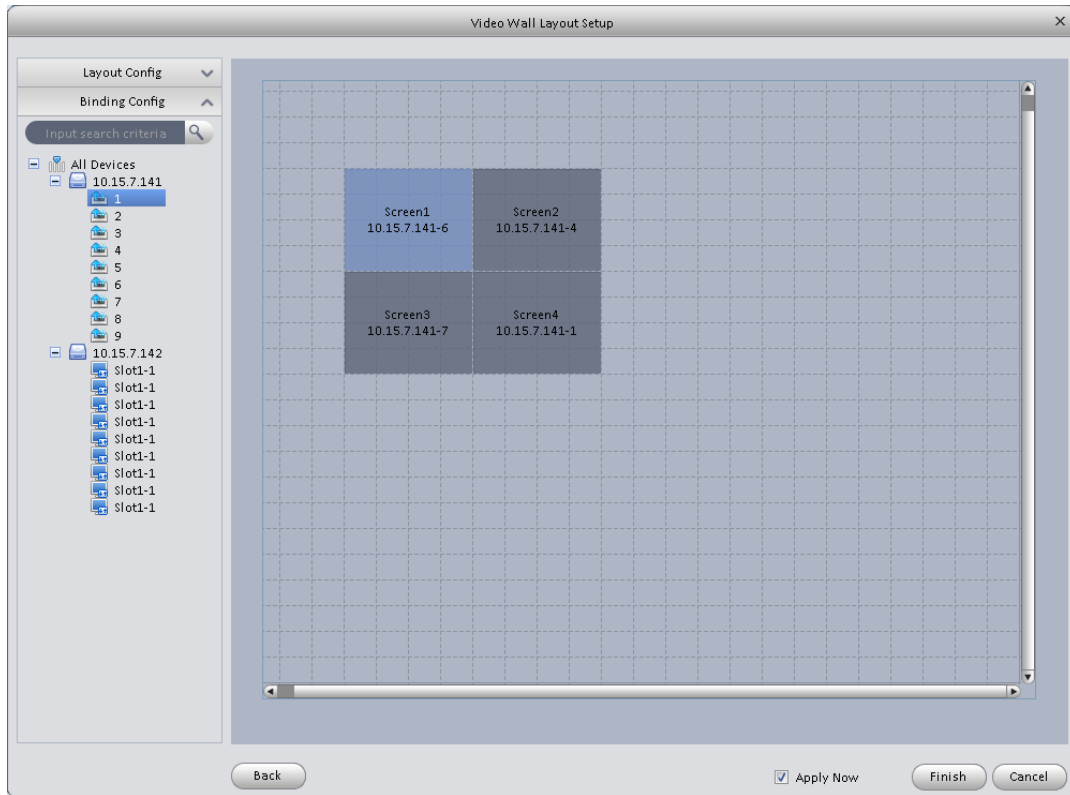 Video Wall Layout Setup
Layout Config
Binding Config
Input search criteria
All Devices
10.15.7.141
1
2
3
4
5
6
7
8
9
10.15.7.142
Slot1-1
Slot1-1
Slot1-1
Slot1-1
Slot1-1
Slot1-1
Slot1-1
Slot1-1
Slot1-1
Screen1
10.15.7.141-6
Screen2
10.15.7.141-4
Screen3
10.15.7.141-7
Screen4
10.15.7.141-1
Back
Apply Now
Finish
Cancel